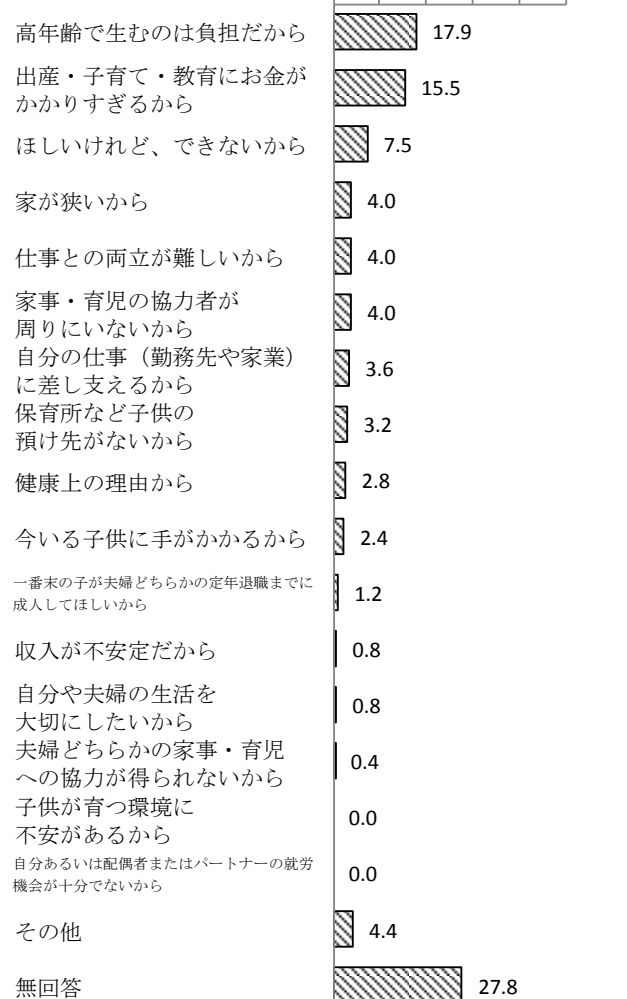 高年齢で生むのは負担だから
17.9
出産・子育て・教育にお金が
かかりすぎるから
15.5
ほしいけれど、できないから
7.5
家が狭いから
4.0
仕事との両立が難しいから
4.0
家事・育児の協力者が
周りにいないから
4.0
自分の仕事（勤務先や家業）
に差し支えるから
3.6
保育所など子供の
預け先がないから
3.2
健康上の理由から
2.8
今いる子供に手がかかるから
2.4
一番末の子が夫婦どちらかの定年退職までに
成人してほしいから
1.2
収入が不安定だから
0.8
自分や夫婦の生活を
大切にしたいから
0.8
夫婦どちらかの家事・育児
への協力が得られないから
0.4
子供が育つ環境に
不安があるから
0.0
自分あるいは配偶者またはパートナーの就労
機会が十分でないから
0.0
その他
4.4
無回答
27.8